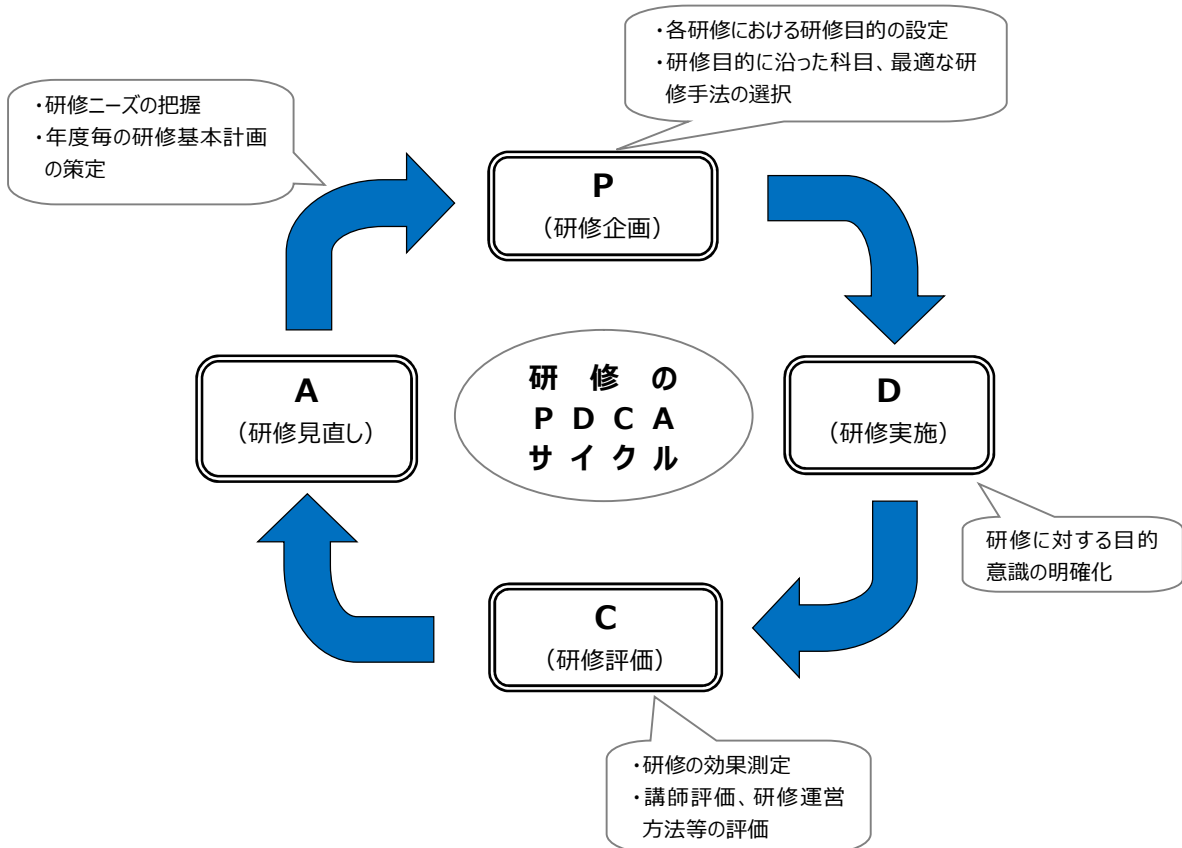 ・各研修における研修目的の設定
・研修目的に沿った科目、最適な研
修手法の選択
・研修ニーズの把握
・年度毎の研修基本計画
の策定
P
（研修企画）
A
（研修見直し）
研修の
PDCA
サイクル
D
（研修実施）
研修に対する目的
意識の明確化
C
（研修評価）
・研修の効果測定
・講師評価、研修運営
方法等の評価